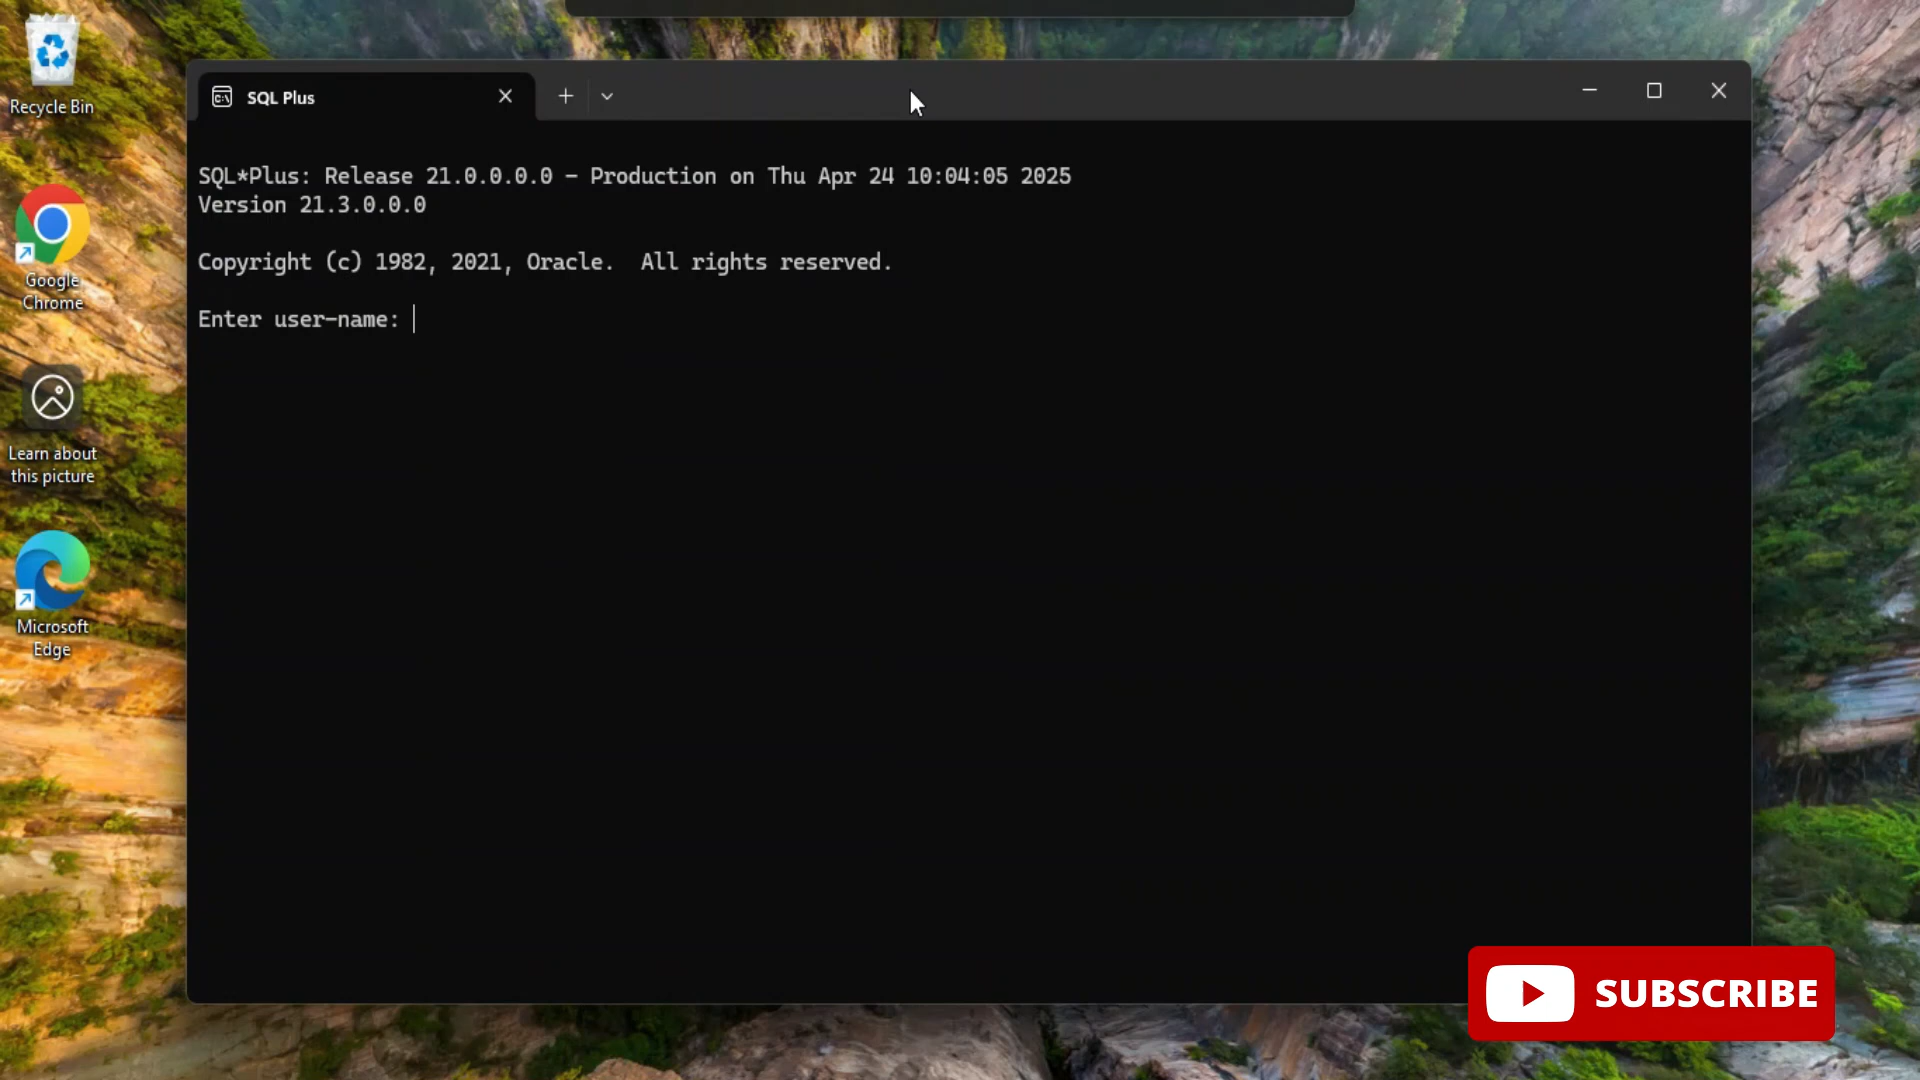 Recycle Bin
Google
Chrome
Learn about
this picture
Microsoft
Edge
SQL Plus
SQL*Plus: Release 21.0.0.0.0 - Production on Thu Apr 24 10:04:05 2025
Version 21.3.0.0.0
Copyright (c) 1982, 2021, Oracle.  All rights reserved.
Enter user-name:
SUBSCRIBE